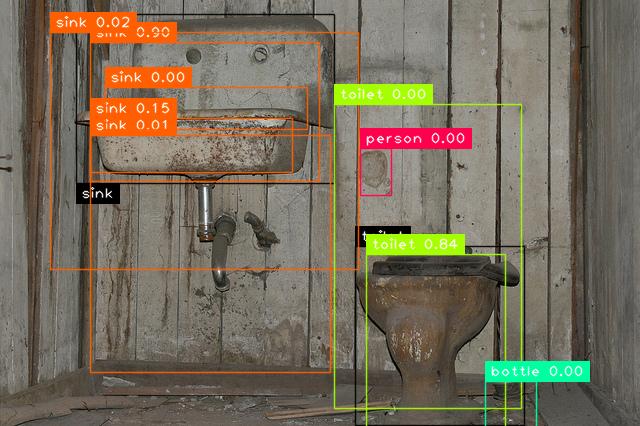 sink 0.02
sink 0.90
sink 0.00
toilet 0.00
sink 0.15
sink 0.01
person 0.00
sink
toilet 0.84
bottle 0.00